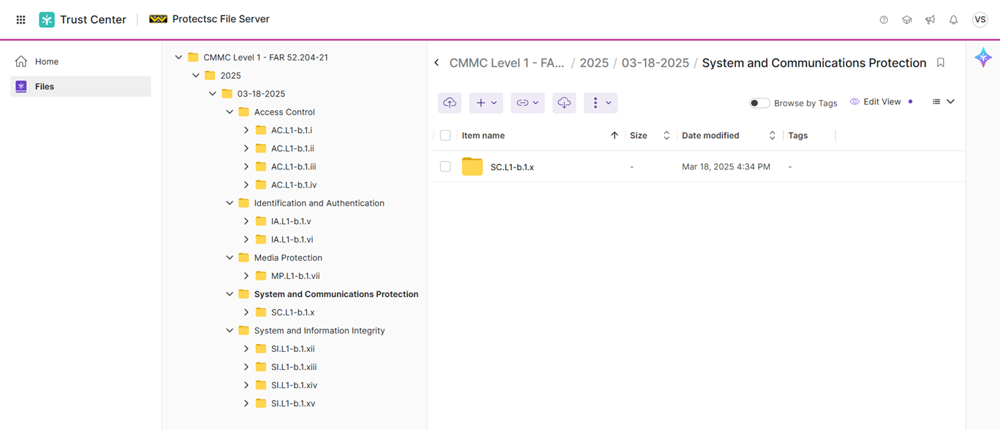 Trust Center
Protectsc File Server
VS
Home
Files
CMMC Level 1 - FAR 52.204-21
2025
03-18-2025
Access Control
AC.L1-b.1.i
AC.L1-b.1.ii
AC.L1-b.1.iii
AC.L1-b.1.iv
Identification and Authentication
IA.L1-b.1.v
IA.L1-b.1.vi
Media Protection
MP.L1-b.1.vii
System and Communications Protection
SC.L1-b.1.x
System and Information Integrity
SI.L1-b.1.xii
SI.L1-b.1.xiii
SI.L1-b.1.xiv
SI.L1-b.1.xv
CMMC Level 1 - FA... / 2025 / 03-18-2025 / System and Communications Protection
Browse by Tags
Edit View
Item name Size Date modified Tags
SC.L1-b.1.x - Mar 18, 2025 4:34 PM -